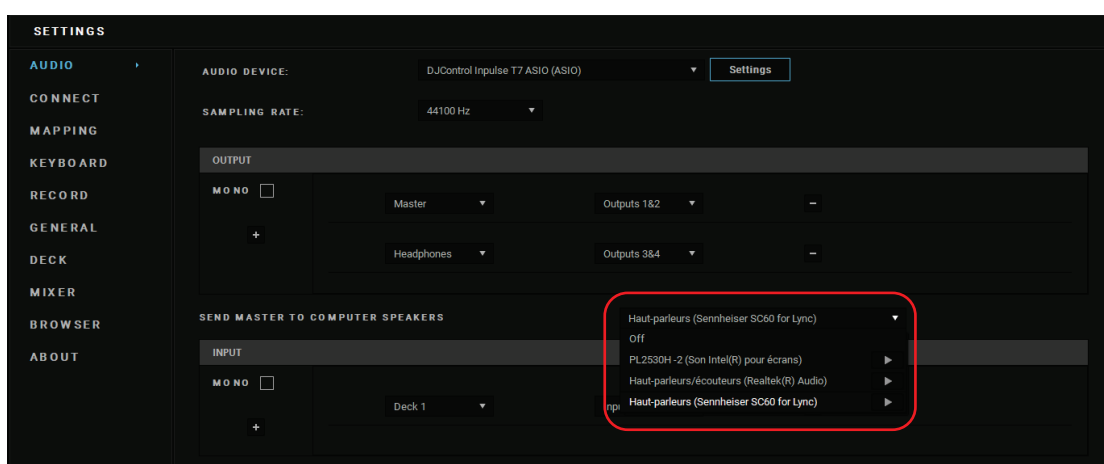 SETTINGS
AUDIO
CONNECT
MAPPING
KEYBOARD
RECORD
GENERAL
DECK
MIXER
BROWSER
ABOUT
AUDIO DEVICE: DJControl Inpulse T7 ASIO (ASIO) Settings
SAMPLING RATE: 44100 Hz
OUTPUT
MONO
Master Outputs 1&2 –
+
Headphones Outputs 3&4 –
SEND MASTER TO COMPUTER SPEAKERS Haut-parleurs (Sennheiser SC60 for Lync)
Off
PL2530H -2 (Son Intel(R) pour écrans)
Haut-parleurs/écouteurs (Realtek(R) Audio)
Haut-parleurs (Sennheiser SC60 for Lync)
INPUT
MONO
Deck 1
+